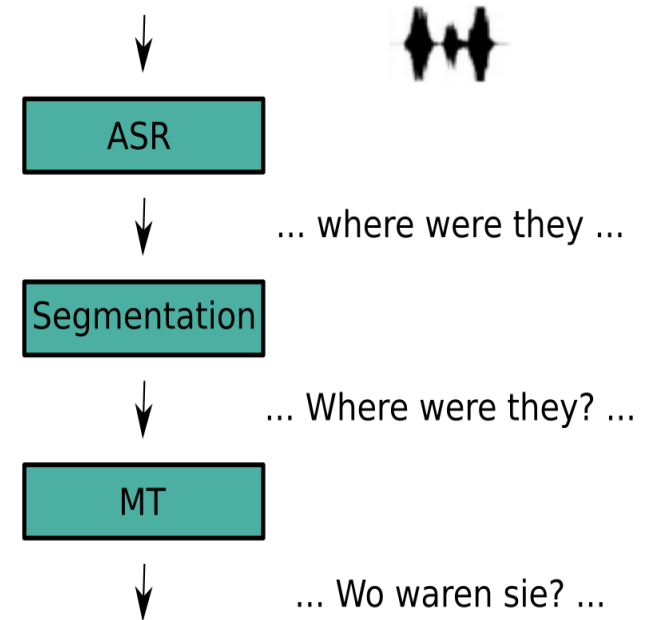 ASR
... where were they ...
Segmentation
... Where were they? ...
MT
... Wo waren sie? ...